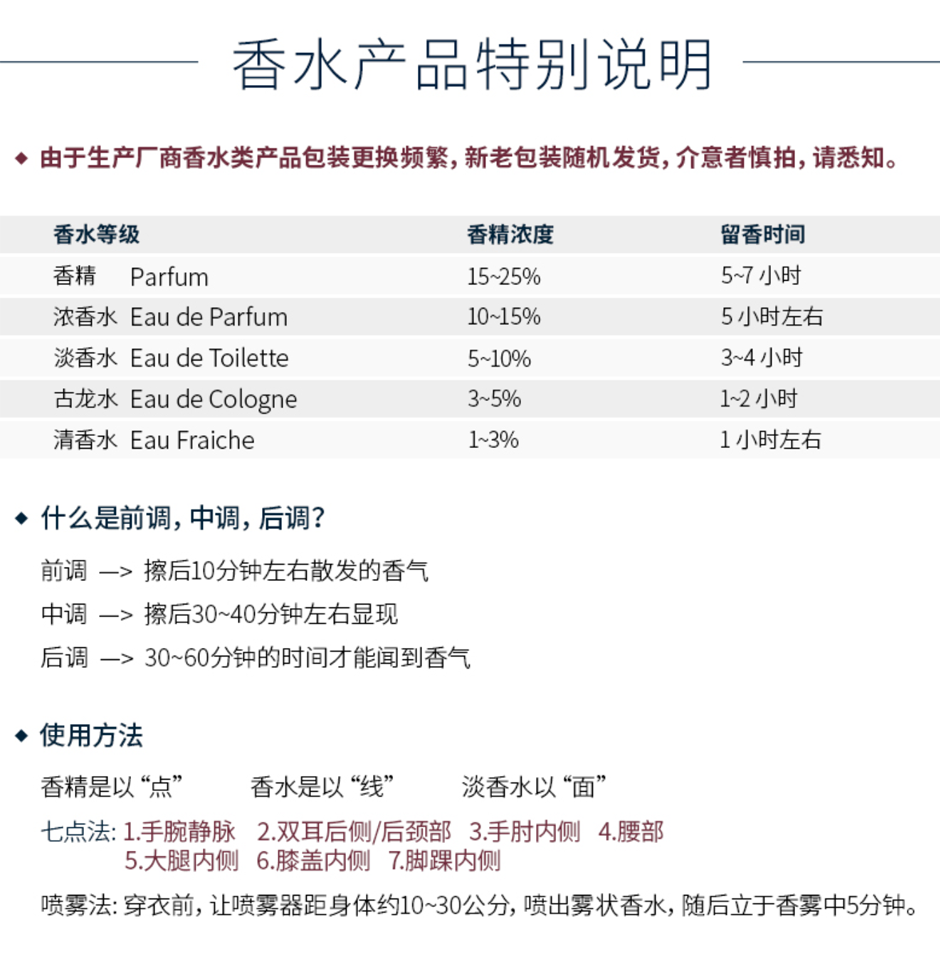 香水产品特别说明
◆ 由于生产厂商香水类产品包装更换频繁，新老包装随机发货，介意者慎拍，请悉知。
香水等级 香精浓度 留香时间
香精 Parfum 15~25% 5~7 小时
浓香水 Eau de Parfum 10~15% 5 小时左右
淡香水 Eau de Toilette 5~10% 3~4 小时
古龙水 Eau de Cologne 3~5% 1~2 小时
清香水 Eau Fraiche 1~3% 1 小时左右
◆ 什么是前调，中调，后调？
前调 —> 擦后10分钟左右散发的香气
中调 —> 擦后30~40分钟左右显现
后调 —> 30~60分钟的时间才能闻到香气
◆ 使用方法
香精是以“点” 香水是以“线” 淡香水以“面”
七点法: 1.手腕静脉 2.双耳后侧/后颈部 3.手肘内侧 4.腰部
5.大腿内侧 6.膝盖内侧 7.脚踝内侧
喷雾法: 穿衣前，让喷雾器距身体约10~30公分，喷出雾状香水，随后立于香雾中5分钟。